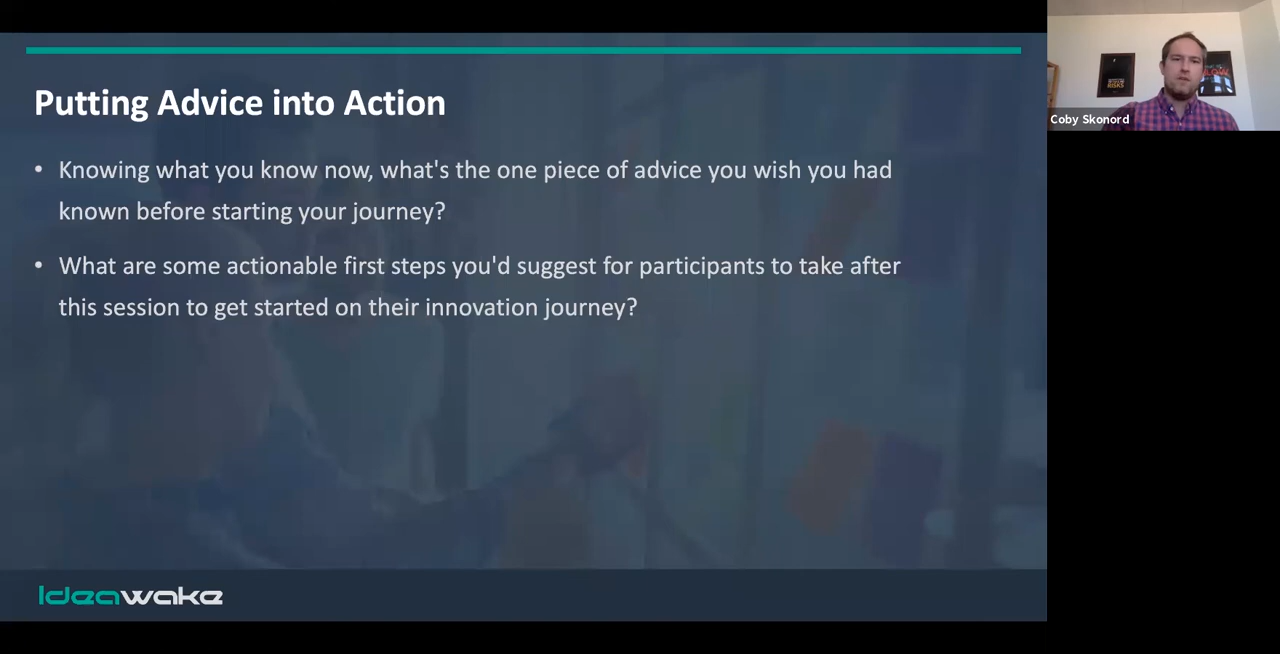 Putting Advice into Action
• Knowing what you know now, what's the one piece of advice you wish you had
known before starting your journey?
• What are some actionable first steps you'd suggest for participants to take after
this session to get started on their innovation journey?
Ideawake
RISKS
Coby Skonord